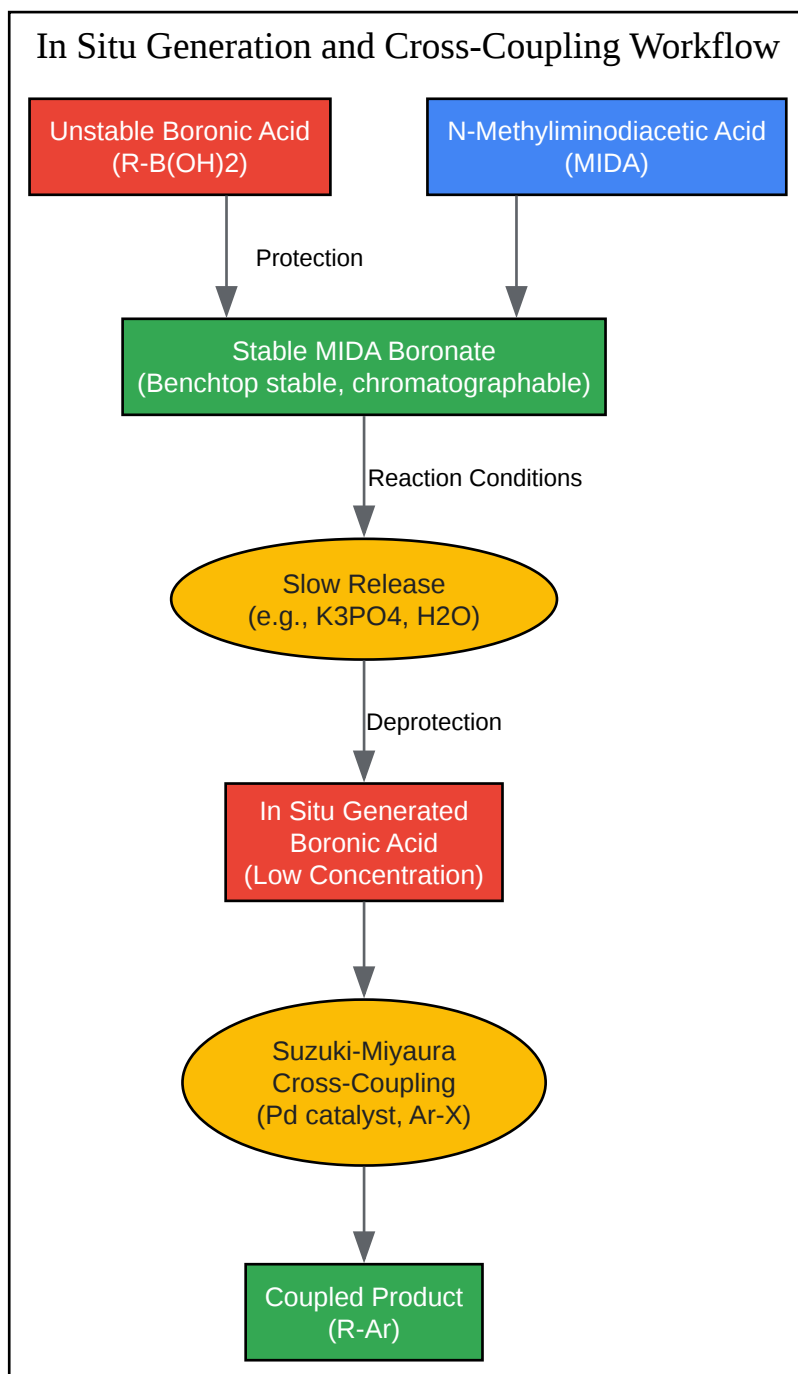 In Situ Generation and Cross-Coupling Workflow
Unstable Boronic Acid
(R-B(OH)2)
N-Methyliminodiacetic Acid
(MIDA)
Protection
Stable MIDA Boronate
(Benchtop stable, chromatographable)
Reaction Conditions
Slow Release
(e.g., K3PO4, H2O)
Deprotection
In Situ Generated
Boronic Acid
(Low Concentration)
Suzuki-Miyaura
Cross-Coupling
(Pd catalyst, Ar-X)
Coupled Product
(R-Ar)